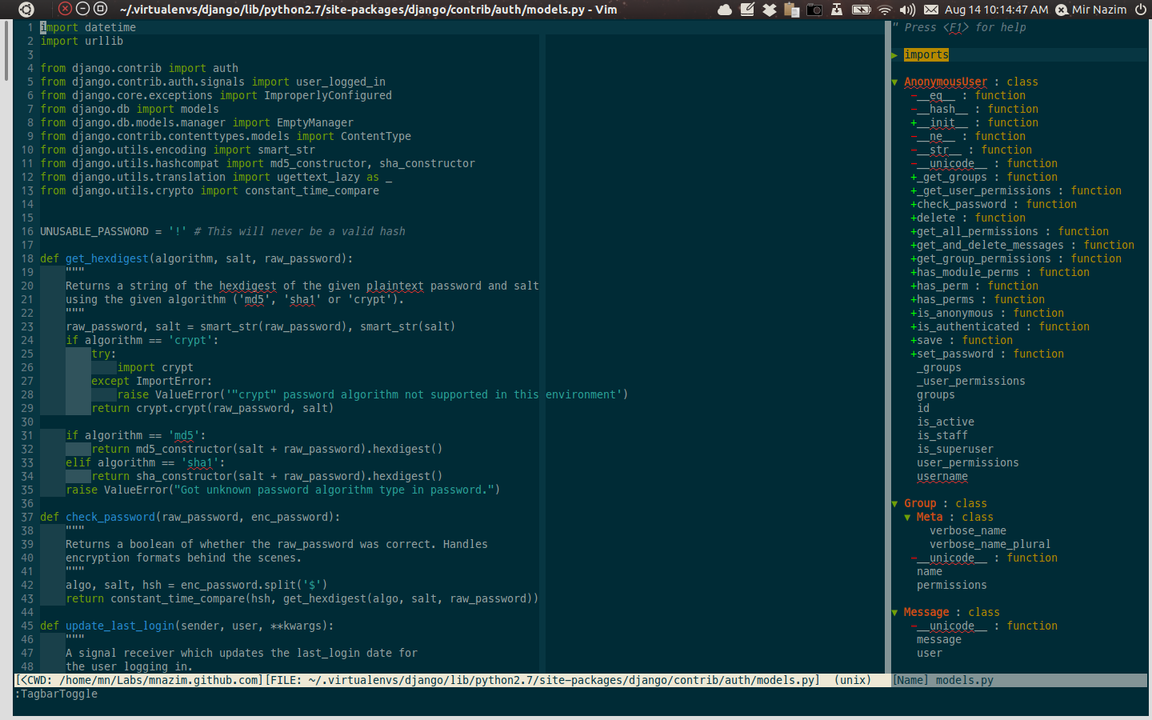 ~/.virtualenvs/django/lib/python2.7/site-packages/django/contrib/auth/models.py - Vim
Aug 14 10:14:47 AM
Mir Nazim
1 import datetime
2 import urllib
3
4 from django.contrib import auth
5 from django.contrib.auth.signals import user_logged_in
6 from django.core.exceptions import ImproperlyConfigured
7 from django.db import models
8 from django.db.models.manager import EmptyManager
9 from django.contrib.contenttypes.models import ContentType
10 from django.utils.encoding import smart_str
11 from django.utils.hashcompat import md5_constructor, sha_constructor
12 from django.utils.translation import ugettext_lazy as _
13 from django.utils.crypto import constant_time_compare
14
15
16 UNUSABLE_PASSWORD = '!' # This will never be a valid hash
17
18 def get_hexdigest(algorithm, salt, raw_password):
19     """
20     Returns a string of the hexdigest of the given plaintext password and salt
21     using the given algorithm ('md5', 'sha1' or 'crypt').
22     """
23     raw_password, salt = smart_str(raw_password), smart_str(salt)
24     if algorithm == 'crypt':
25         try:
26             import crypt
27         except ImportError:
28             raise ValueError('"crypt" password algorithm not supported in this environment')
29         return crypt.crypt(raw_password, salt)
30
31     if algorithm == 'md5':
32         return md5_constructor(salt + raw_password).hexdigest()
33     elif algorithm == 'sha1':
34         return sha_constructor(salt + raw_password).hexdigest()
35     raise ValueError("Got unknown password algorithm type in password.")
36
37 def check_password(raw_password, enc_password):
38     """
39     Returns a boolean of whether the raw_password was correct. Handles
40     encryption formats behind the scenes.
41     """
42     algo, salt, hsh = enc_password.split('$')
43     return constant_time_compare(hsh, get_hexdigest(algo, salt, raw_password))
44
45 def update_last_login(sender, user, **kwargs):
46     """
47     A signal receiver which updates the last_login date for
48     the user logging in.
[<CWD: /home/mn/Labs/mnazim.github.com][FILE: ~/.virtualenvs/django/lib/python2.7/site-packages/django/contrib/auth/models.py] (unix)
:TagbarToggle
" Press <F1> for help
▶ imports
▼ AnonymousUser : class
-__eq__ : function
-__hash__ : function
+__init__ : function
-__ne__ : function
-__str__ : function
-__unicode__ : function
+_get_groups : function
+_get_user_permissions : function
+check_password : function
+delete : function
+get_all_permissions : function
+get_and_delete_messages : function
+get_group_permissions : function
+has_module_perms : function
+has_perm : function
+has_perms : function
+is_anonymous : function
+is_authenticated : function
+save : function
+set_password : function
_groups
_user_permissions
groups
id
is_active
is_staff
is_superuser
user_permissions
username
▼ Group : class
▼ Meta : class
verbose_name
verbose_name_plural
-__unicode__ : function
name
permissions
▼ Message : class
-__unicode__ : function
message
user
[Name] models.py